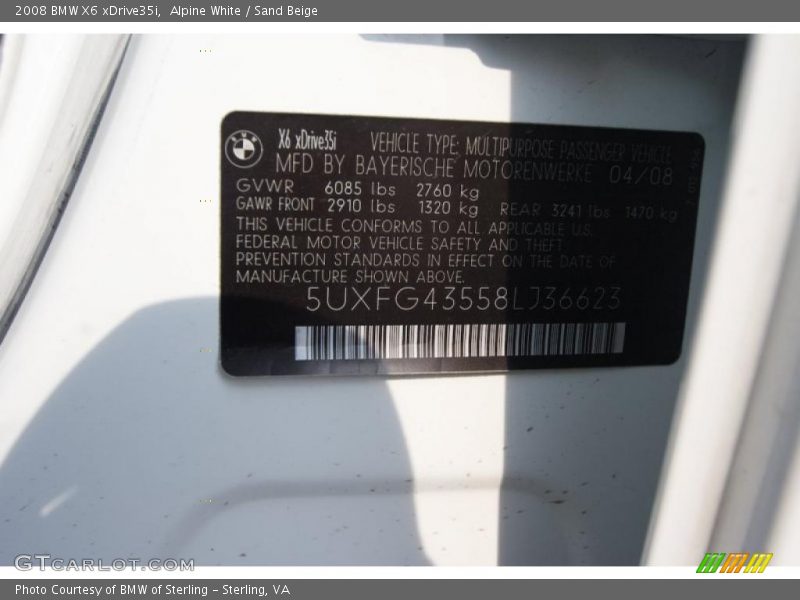 2008 BMW X6 xDrive35i, Alpine White / Sand Beige
BMW X6 xDrive35i VEHICLE TYPE: MULTIPURPOSE PASSENGER VEHICLE
MFD BY BAYERISCHE MOTORENWERKE 04/08
GVWR 6085 lbs 2760 kg
GAWR FRONT 2910 lbs 1320 kg REAR 3241 lbs 1470 kg
THIS VEHICLE CONFORMS TO ALL APPLICABLE U.S.
FEDERAL MOTOR VEHICLE SAFETY AND THEFT
PREVENTION STANDARDS IN EFFECT ON THE DATE OF
MANUFACTURE SHOWN ABOVE.
5UXFG43558LJ36623
GTCARLOT.COM
Photo Courtesy of BMW of Sterling - Sterling, VA